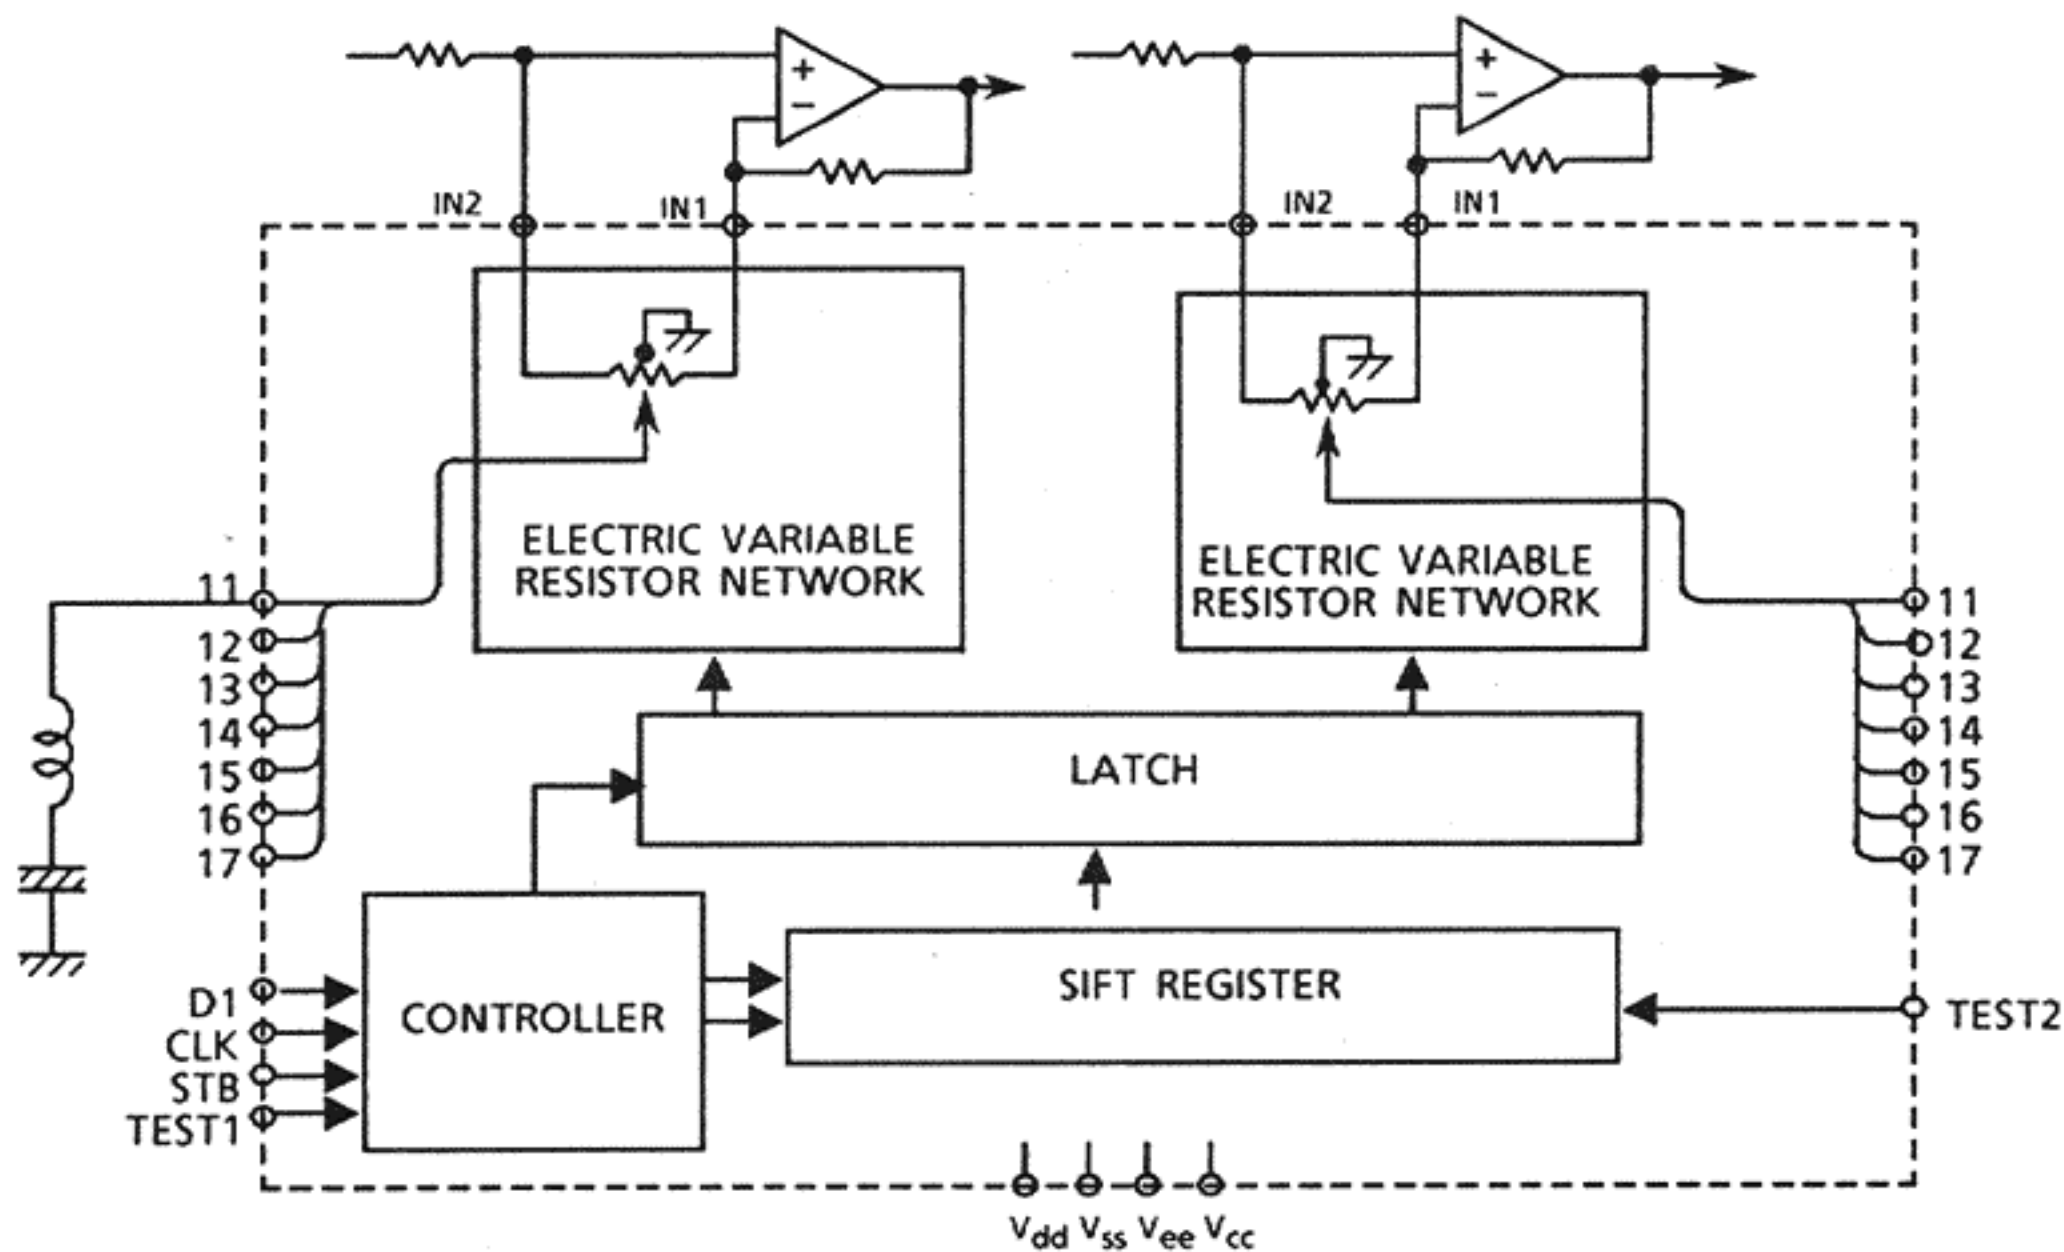 +
−
+
−
IN2
IN1
IN2
IN1
ELECTRIC VARIABLE
RESISTOR NETWORK
ELECTRIC VARIABLE
RESISTOR NETWORK
11
12
13
14
15
16
17
11
12
13
14
15
16
17
LATCH
CONTROLLER
SIFT REGISTER
D1
CLK
STB
TEST1
TEST2
Vdd Vss Vee Vcc